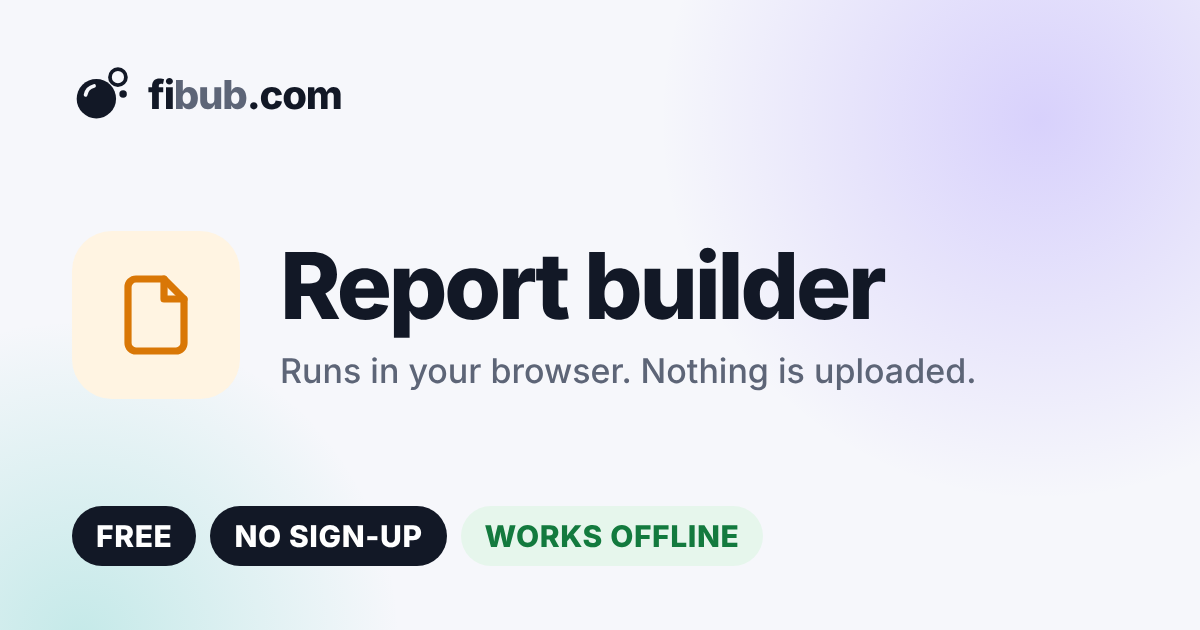 fibub.com
Report builder
Runs in your browser. Nothing is uploaded.
FREE
NO SIGN-UP
WORKS OFFLINE